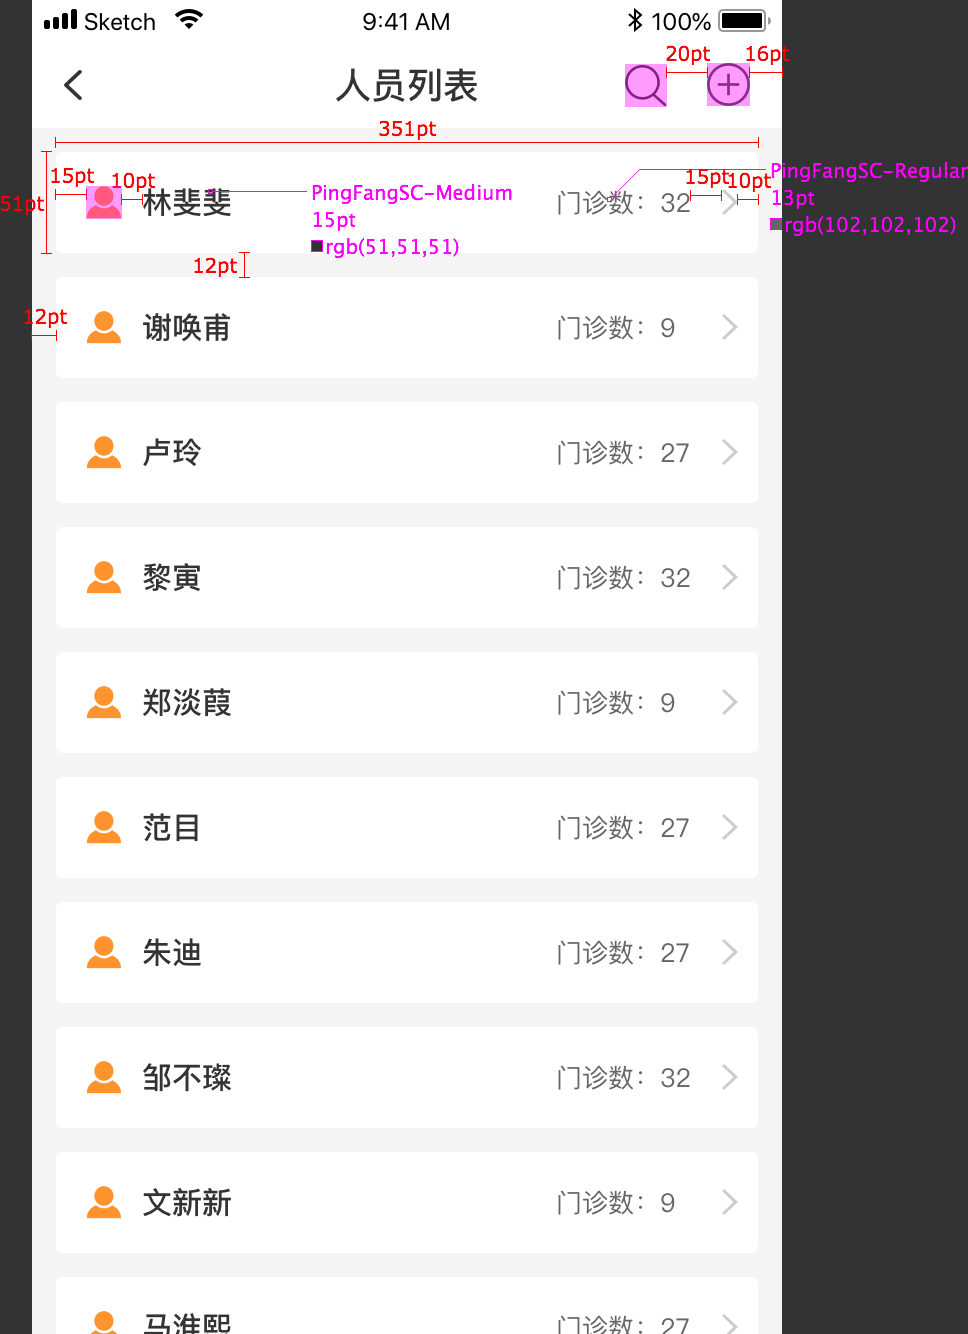 Sketch 9:41 AM 100%
20pt 16pt
人员列表
351pt
15pt 10pt 15pt 10pt
51pt
林斐斐 门诊数：32
PingFangSC-Medium
15pt
rgb(51,51,51)
PingFangSC-Regular
13pt
rgb(102,102,102)
12pt
12pt
谢唤甫 门诊数：9
卢玲 门诊数：27
黎寅 门诊数：32
郑淡葭 门诊数：9
范目 门诊数：27
朱迪 门诊数：27
邹不璨 门诊数：32
文新新 门诊数：9
马淮熙 门诊数：27